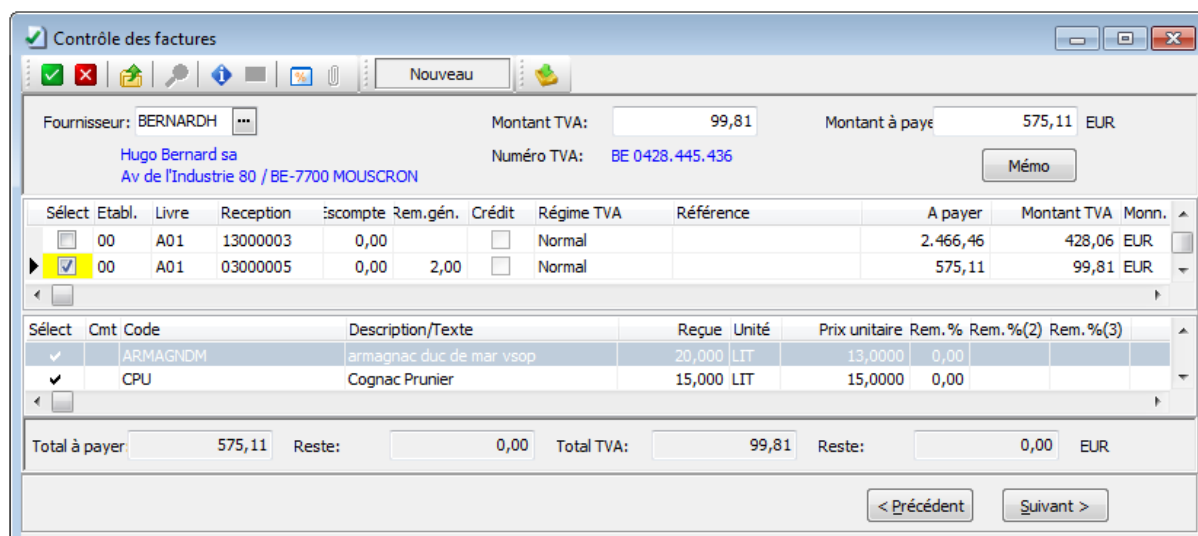 Contrôle des factures
Nouveau
Fournisseur: BERNARDH ... Montant TVA: 99,81 Montant à paye 575,11 EUR
Hugo Bernard sa Numéro TVA: BE 0428.445.436 Mémo
Av de l'Industrie 80 / BE-7700 MOUSCRON
Sélect Etabl. Livre Reception Escompte Rem.gén. Crédit Régime TVA Référence A payer Montant TVA Monn.
00 A01 13000003 0,00 Normal 2.466,46 428,06 EUR
00 A01 03000005 0,00 2,00 Normal 575,11 99,81 EUR
Sélect Cmt Code Description/Texte Reçue Unité Prix unitaire Rem.% Rem.%(2) Rem.%(3)
ARMAGNDM armagnac duc de mar vsop 20,000 LIT 13,0000 0,00
CPU Cognac Prunier 15,000 LIT 15,0000 0,00
Total à payer: 575,11 Reste: 0,00 Total TVA: 99,81 Reste: 0,00 EUR
< Précédent Suivant >